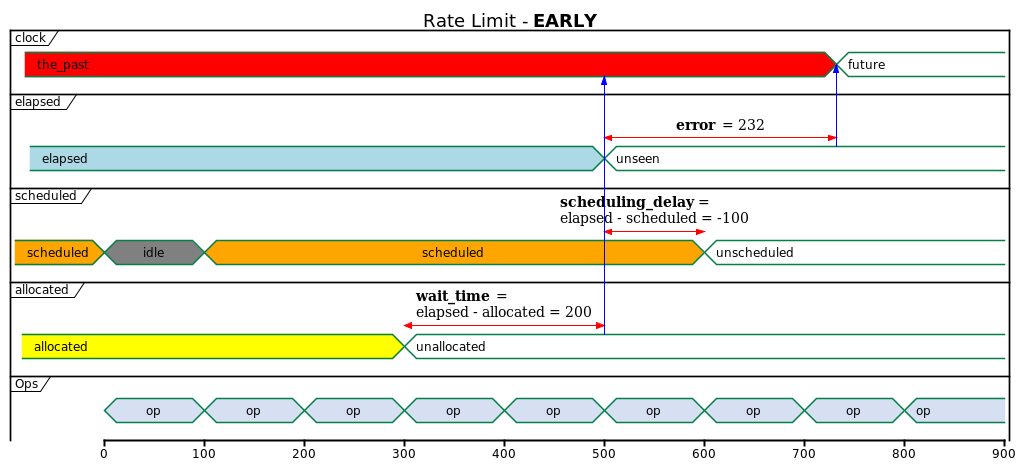 Rate Limit - EARLY
clock
the_past
future
elapsed
error = 232
elapsed
unseen
scheduled
scheduling_delay =
elapsed - scheduled = -100
scheduled
idle
scheduled
unscheduled
allocated
wait_time =
elapsed - allocated = 200
allocated
unallocated
Ops
op op op op op op op op op
0 100 200 300 400 500 600 700 800 900